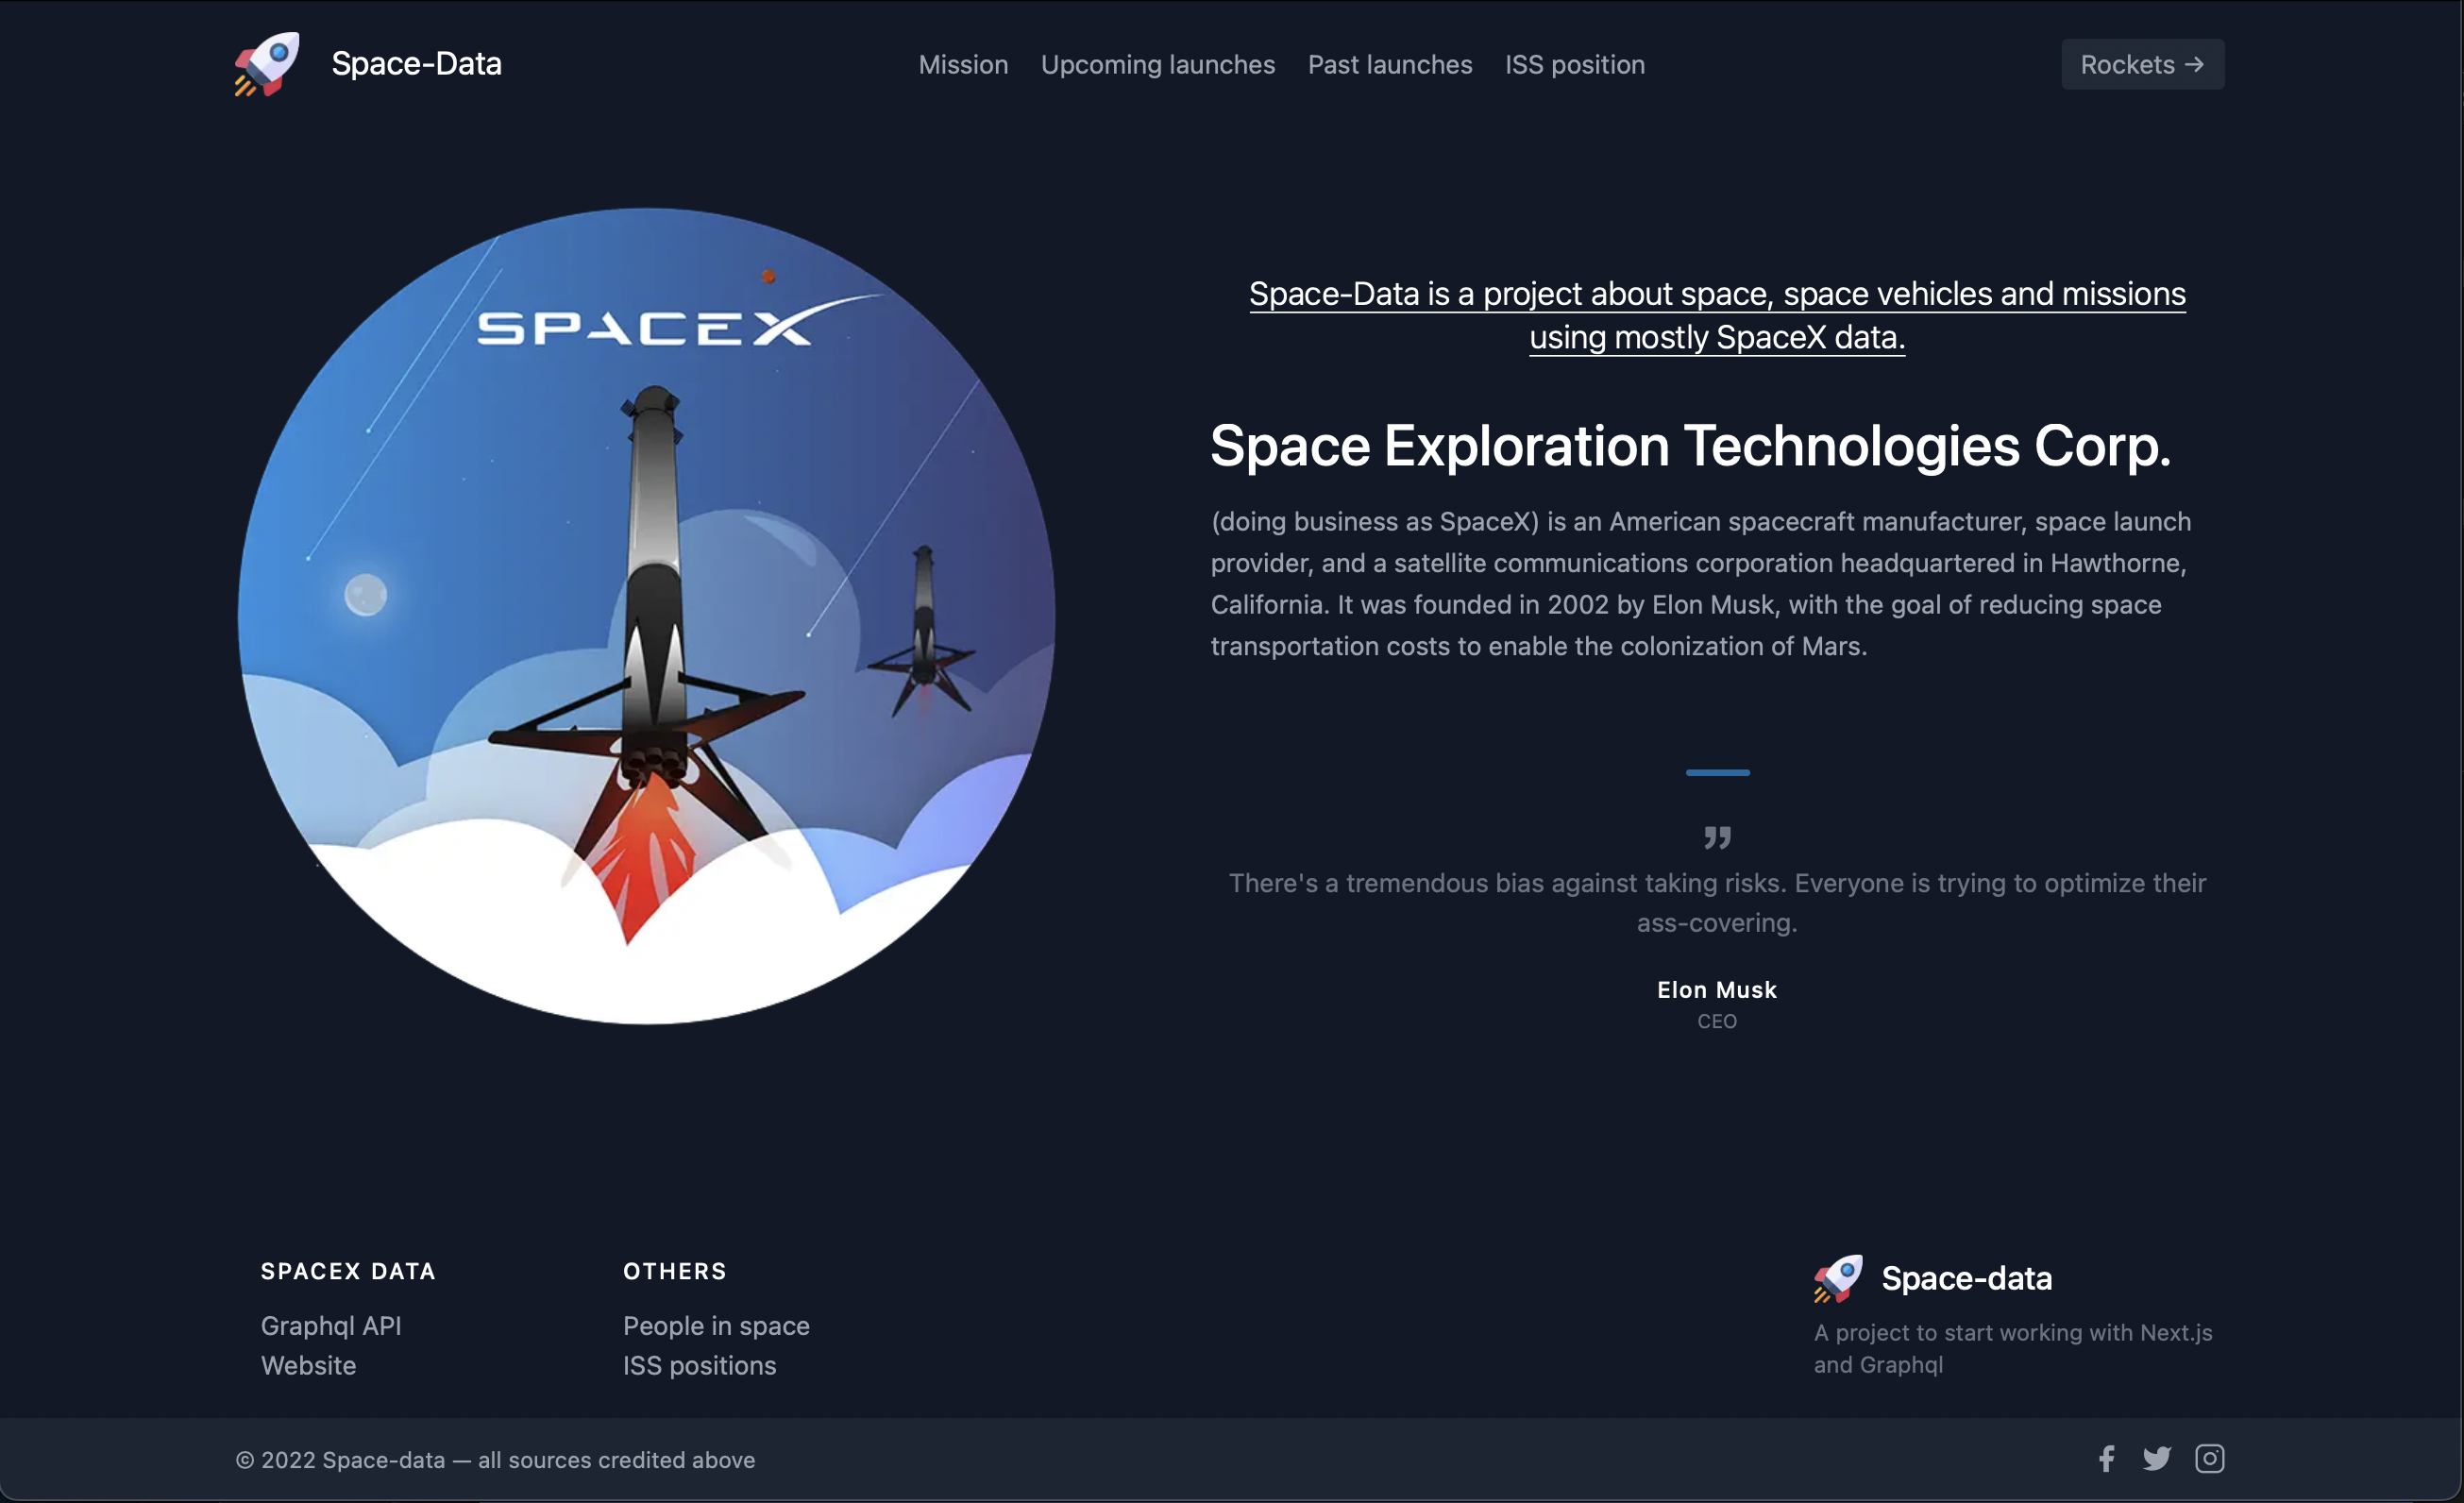 Space-Data
Mission
Upcoming launches
Past launches
ISS position
Rockets →
SPACEX
Space-Data is a project about space, space vehicles and missions
using mostly SpaceX data.
Space Exploration Technologies Corp.
(doing business as SpaceX) is an American spacecraft manufacturer, space launch
provider, and a satellite communications corporation headquartered in Hawthorne,
California. It was founded in 2002 by Elon Musk, with the goal of reducing space
transportation costs to enable the colonization of Mars.
”
There's a tremendous bias against taking risks. Everyone is trying to optimize their
ass-covering.
Elon Musk
CEO
SPACEX DATA
Graphql API
Website
OTHERS
People in space
ISS positions
Space-data
A project to start working with Next.js
and Graphql
© 2022 Space-data — all sources credited above